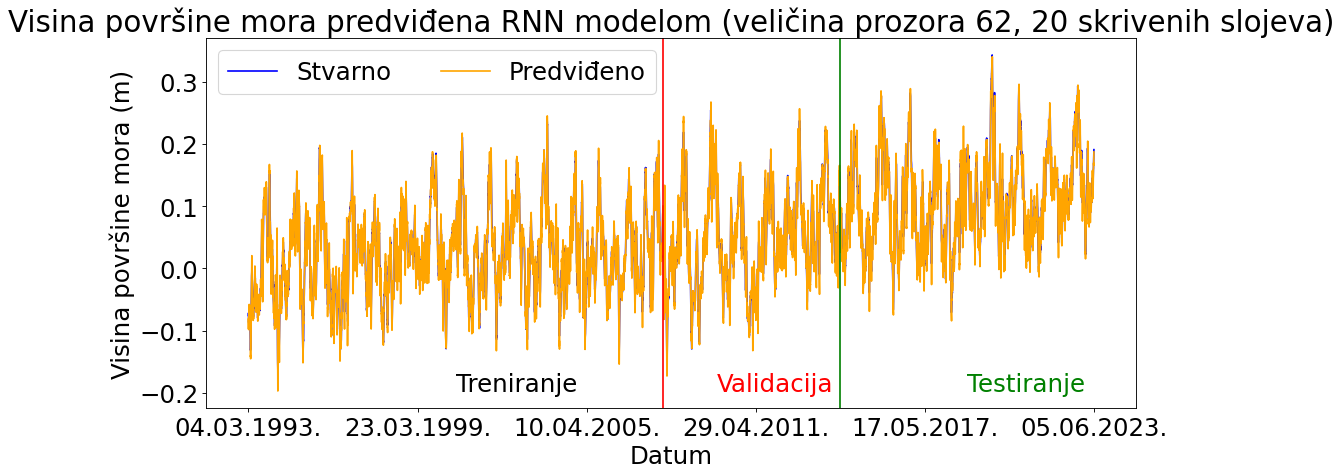 Visina površine mora predviđena RNN modelom (veličina prozora 62, 20 skrivenih slojeva)
Stvarno Predviđeno
Visina površine mora (m)
0.3
0.2
0.1
0.0
−0.1
−0.2
Treniranje Validacija Testiranje
04.03.1993. 23.03.1999. 10.04.2005. 29.04.2011. 17.05.2017. 05.06.2023.
Datum